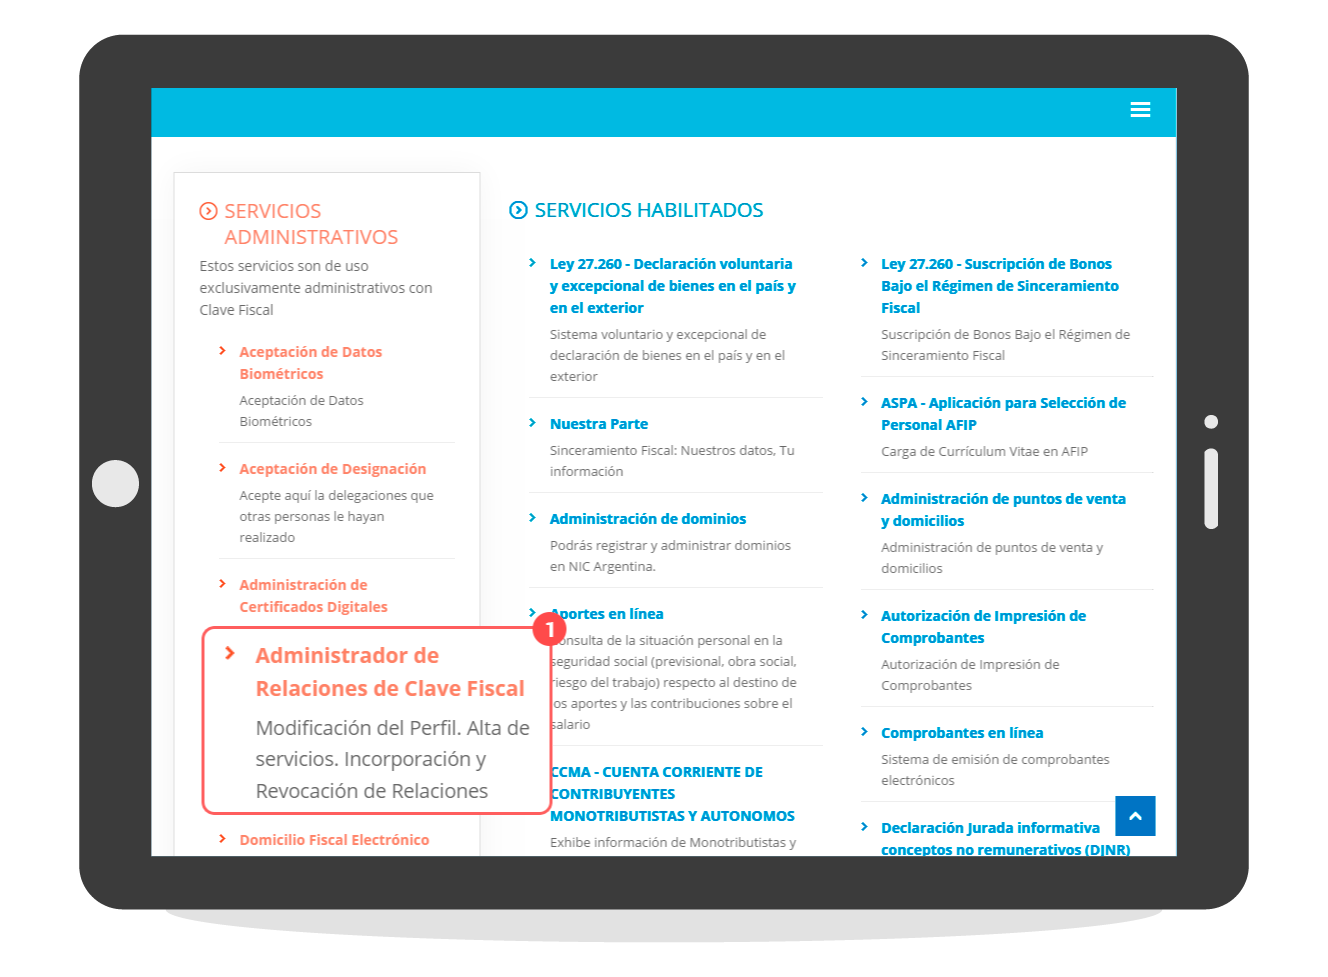 SERVICIOS
ADMINISTRATIVOS
Estos servicios son de uso
exclusivamente administrativos con
Clave Fiscal
Aceptación de Datos
Biométricos
Aceptación de Datos
Biométricos
Aceptación de Designación
Acepte aquí la delegaciones que
otras personas le hayan
realizado
Administración de
Certificados Digitales
1
Administrador de
Relaciones de Clave Fiscal
Modificación del Perfil. Alta de
servicios. Incorporación y
Revocación de Relaciones
Domicilio Fiscal Electrónico
SERVICIOS HABILITADOS
Ley 27.260 - Declaración voluntaria
y excepcional de bienes en el país y
en el exterior
Sistema voluntario y excepcional de
declaración de bienes en el país y en el
exterior
Nuestra Parte
Sinceramiento Fiscal: Nuestros datos, Tu
información
Administración de dominios
Podrás registrar y administrar dominios
en NIC Argentina.
Aportes en línea
Consulta de la situación personal en la
seguridad social (previsional, obra social,
riesgo del trabajo) respecto al destino de
los aportes y las contribuciones sobre el
salario
CCMA - CUENTA CORRIENTE DE
CONTRIBUYENTES
MONOTRIBUTISTAS Y AUTONOMOS
Exhibe información de Monotributistas y
Ley 27.260 - Suscripción de Bonos
Bajo el Régimen de Sinceramiento
Fiscal
Suscripción de Bonos Bajo el Régimen de
Sinceramiento Fiscal
ASPA - Aplicación para Selección de
Personal AFIP
Carga de Currículum Vitae en AFIP
Administración de puntos de venta
y domicilios
Administración de puntos de venta y
domicilios
Autorización de Impresión de
Comprobantes
Autorización de Impresión de
Comprobantes
Comprobantes en línea
Sistema de emisión de comprobantes
electrónicos
Declaración Jurada informativa
conceptos no remunerativos (DJNR)